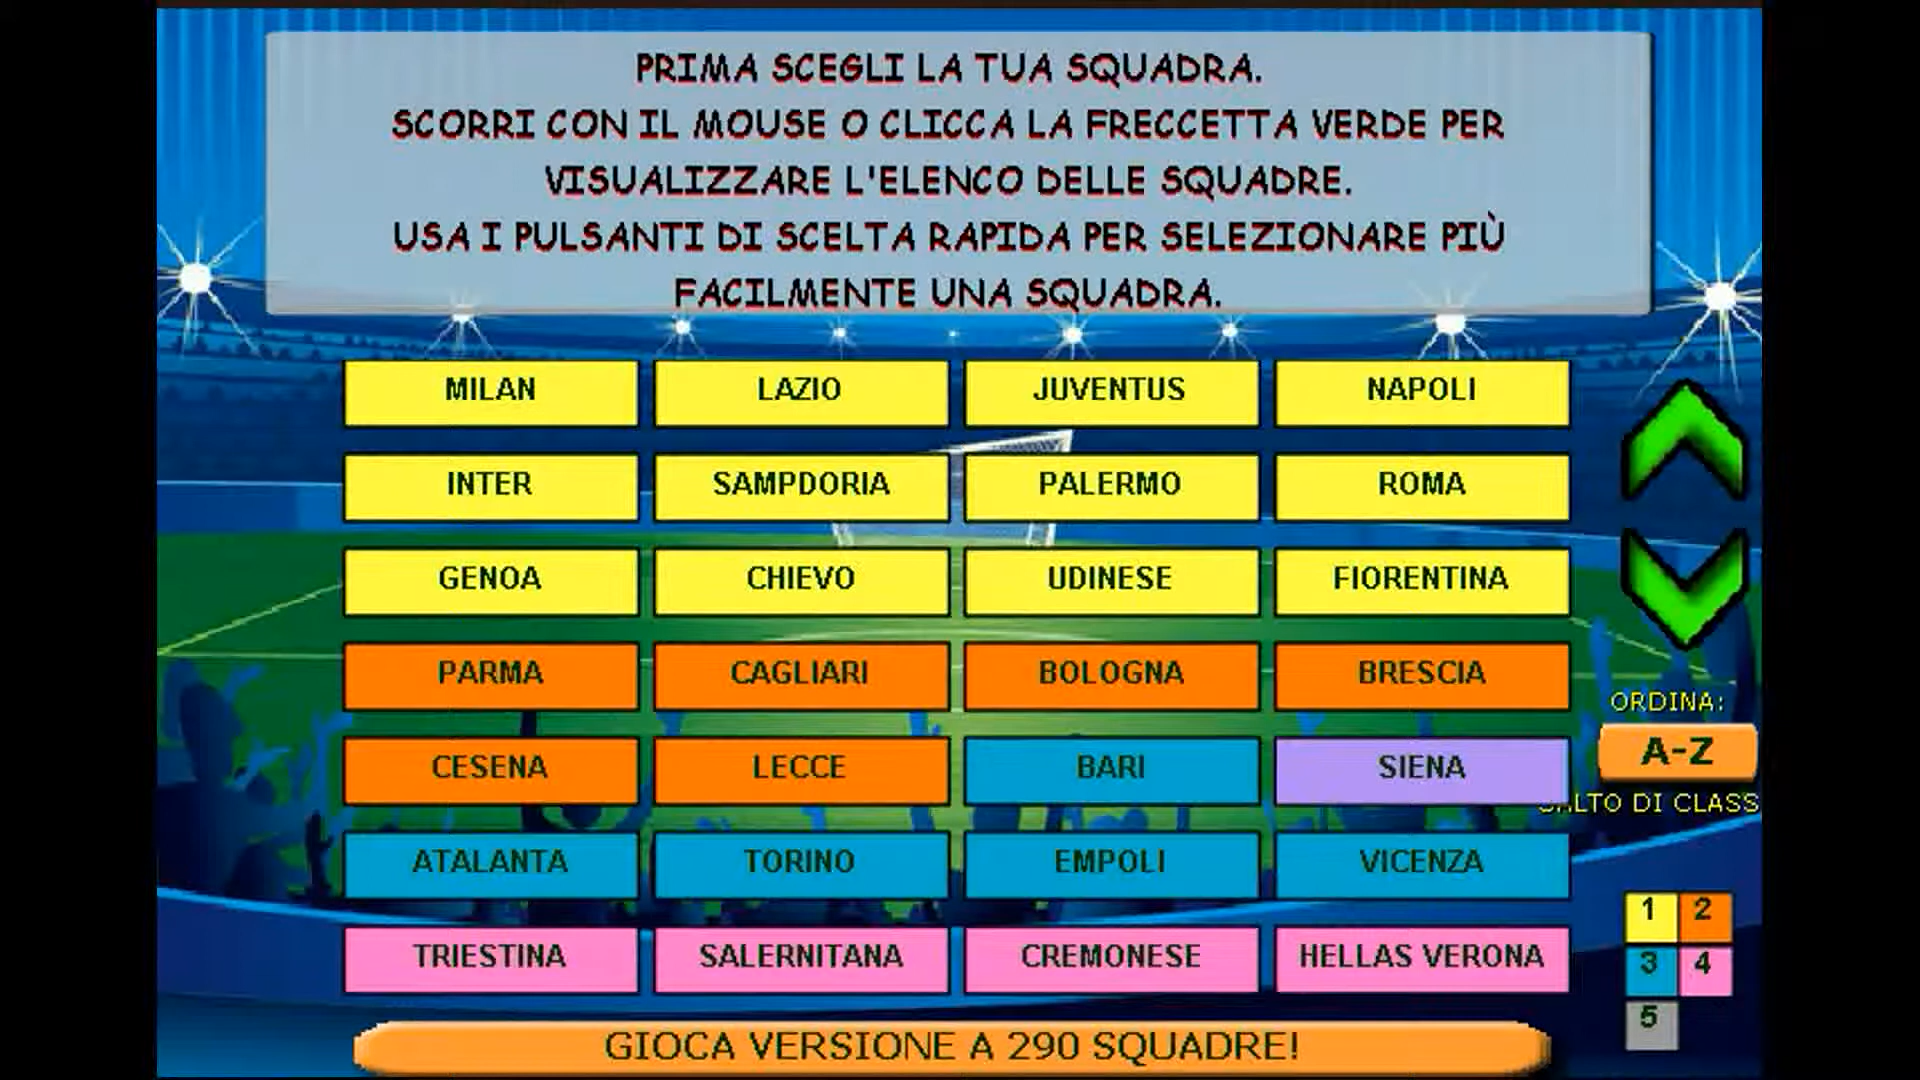 PRIMA SCEGLI LA TUA SQUADRA.
SCORRI CON IL MOUSE O CLICCA LA FRECCETTA VERDE PER
VISUALIZZARE L'ELENCO DELLE SQUADRE.
USA I PULSANTI DI SCELTA RAPIDA PER SELEZIONARE PIÙ
FACILMENTE UNA SQUADRA.
MILAN LAZIO JUVENTUS NAPOLI
INTER SAMPDORIA PALERMO ROMA
GENOA CHIEVO UDINESE FIORENTINA
PARMA CAGLIARI BOLOGNA BRESCIA
ORDINA:
A-Z
CESENA LECCE BARI SIENA
SALTO DI CLASS
ATALANTA TORINO EMPOLI VICENZA
TRIESTINA SALERNITANA CREMONESE HELLAS VERONA
1 2
3 4
5
GIOCA VERSIONE A 290 SQUADRE!